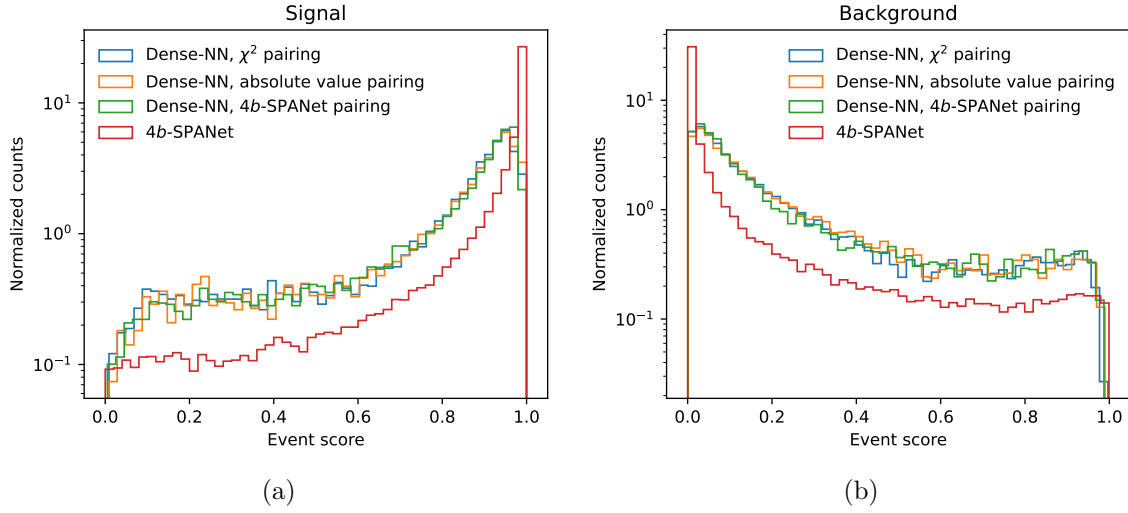 Signal
Dense-NN, χ² pairing
Dense-NN, absolute value pairing
Dense-NN, 4b-SPANet pairing
4b-SPANet
Normalized counts
10¹
10⁰
10⁻¹
0.0 0.2 0.4 0.6 0.8 1.0
Event score
(a)
Background
Dense-NN, χ² pairing
Dense-NN, absolute value pairing
Dense-NN, 4b-SPANet pairing
4b-SPANet
Normalized counts
10¹
10⁰
10⁻¹
0.0 0.2 0.4 0.6 0.8 1.0
Event score
(b)